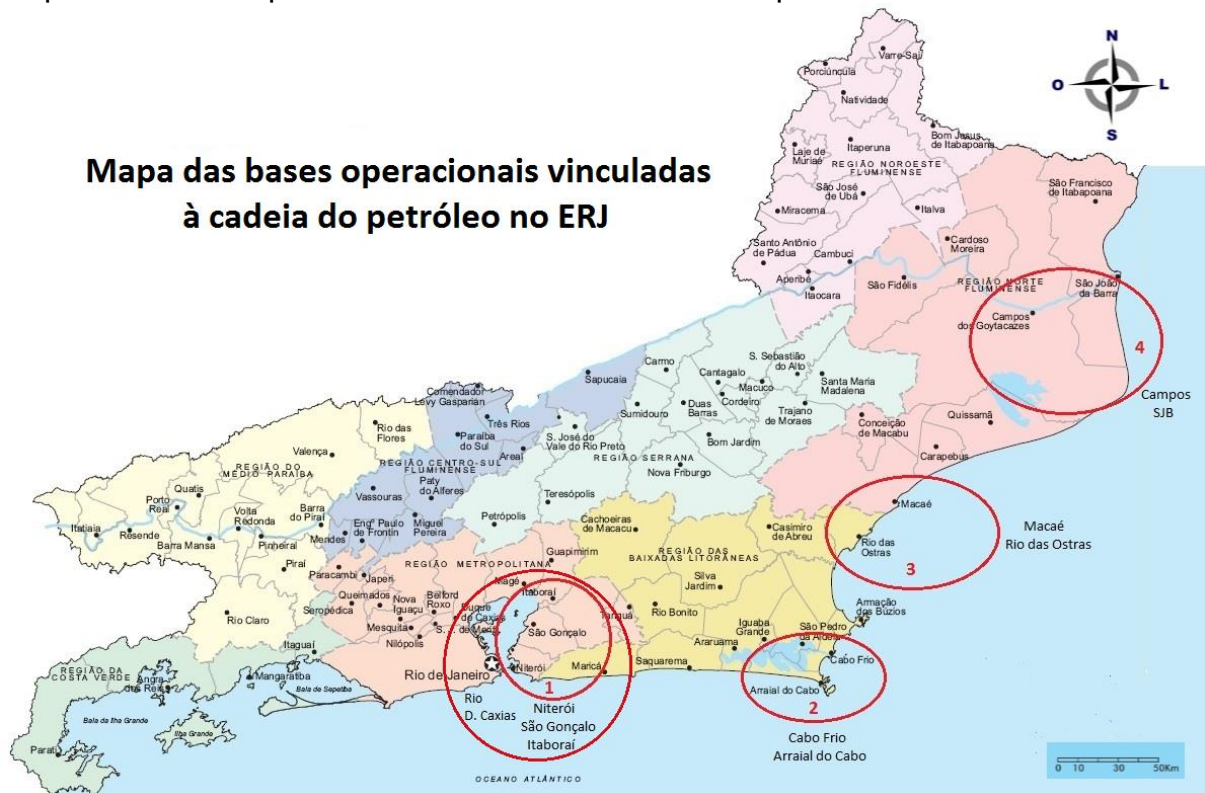 Mapa das bases operacionais vinculadas
à cadeia do petróleo no ERJ
N
O
L
S
Varre-Sai
Porciúncula
Natividade
Bom Jesus
de Itabapoana
Laje de
Muriaé
Itaperuna
REGIÃO NOROESTE
FLUMINENSE
São José
de Ubá
Miracema
Italva
São Francisco
de Itabapoana
Santo Antônio
de Pádua
Cambuci
Cardoso
Moreira
Aperibé
Itaocara
São Fidélis
REGIÃO NORTE
FLUMINENSE
São João
da Barra
Campos
dos Goytacazes
4
Campos
SJB
Carmo
Cantagalo
S. Sebastião
do Alto
Macuco
Cordeiro
Santa Maria
Madalena
Sapucaia
Sumidouro
Duas
Barras
Trajano
de Moraes
Conceição
de Macabu
Quissamã
Carapebus
Comendador
Levy Gasparian
Três Rios
Paraíba
do Sul
Areal
S. José do
Vale do Rio Preto
Bom Jardim
REGIÃO SERRANA
Nova Friburgo
Rio das
Flores
Valença
REGIÃO DO
MÉDIO PARAÍBA
REGIÃO CENTRO-SUL
FLUMINENSE
Paty
do Alferes
Vassouras
Teresópolis
Petrópolis
Quatis
Porto
Real
Itatiaia
Resende
Volta
Redonda
Barra
do Piraí
Barra Mansa
Pinheiral
Mendes
Engº Paulo
de Frontin
Miguel
Pereira
Piraí
Rio Claro
Cachoeiras
de Macacu
Casimiro
de Abreu
Macaé
Rio das
Ostras
3
Macaé
Rio das Ostras
REGIÃO DAS
BAIXADAS LITORÂNEAS
Guapimirim
REGIÃO METROPOLITANA
Paracambi
Japeri
Magé
Itaboraí
Silva
Jardim
Seropédica
Queimados
Nova
Iguaçu
Belford
Roxo
Duque
de Caxias
Mesquita
Nilópolis
São Gonçalo
Tanguá
Rio Bonito
Armação
dos Búzios
Iguaba
Grande
São Pedro
da Aldeia
Araruama
Itaguaí
Cabo Frio
Maricá
Saquarema
Niterói
Rio de Janeiro
Arraial do Cabo
1
2
REGIÃO DA
COSTA VERDE
Mangaratiba
Angra
dos Reis
Baía de Sepetiba
Baía da Ilha Grande
Ilha Grande
Parati
Rio
D. Caxias
Niterói
São Gonçalo
Itaboraí
Cabo Frio
Arraial do Cabo
OCEANO ATLÂNTICO
0 10 30 50Km